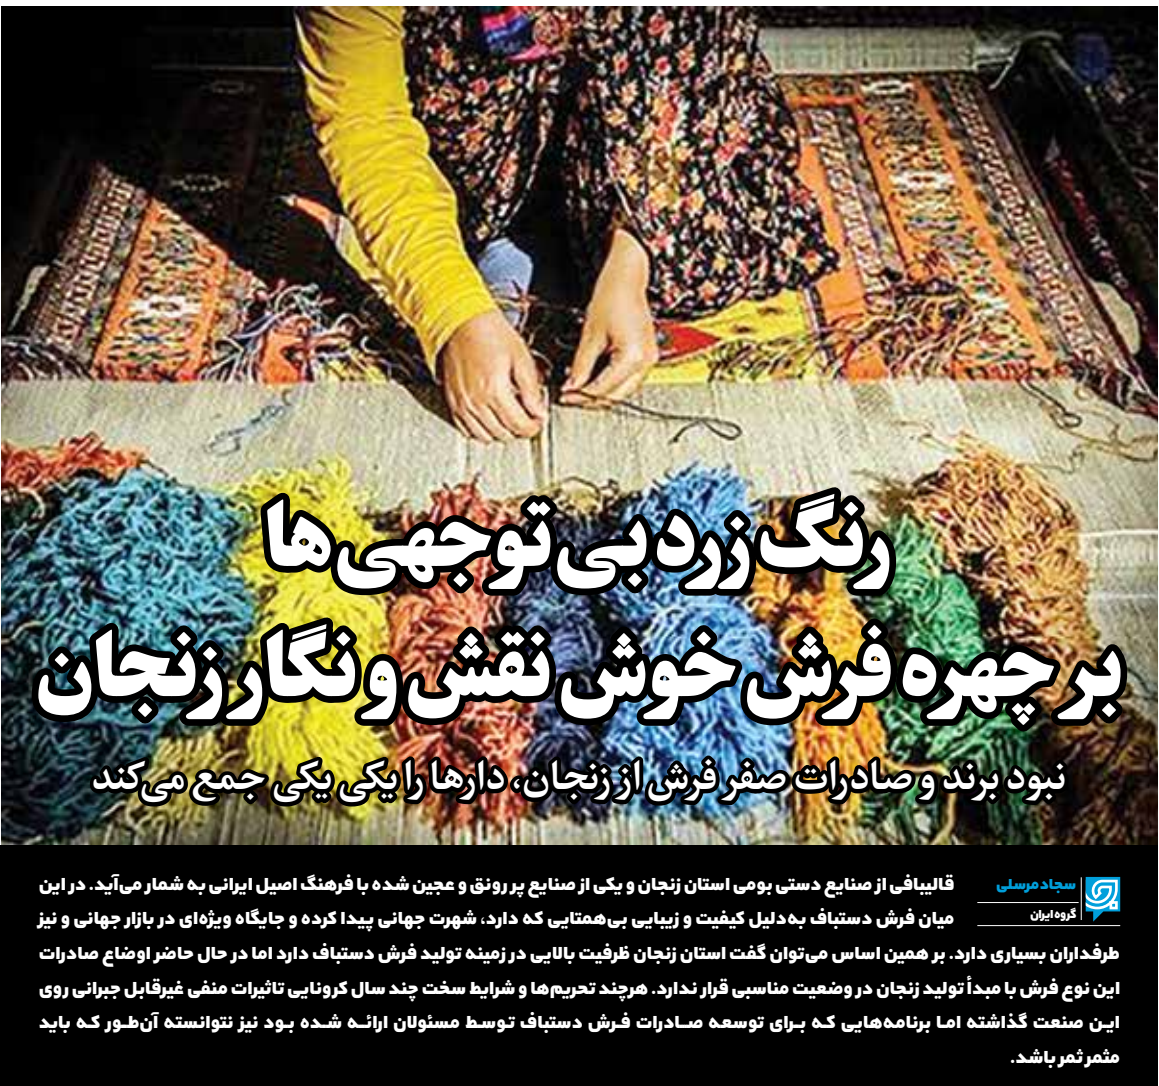 رنگ زرد بی‌توجهی‌ها
بر چهره فرش خوش نقش و نگار زنجان
نبود برند و صادرات صفر فرش از زنجان، دارها را یکی یکی جمع می‌کند
سجاد مرسلی
گروه ایران
قالیبافی از صنایع دستی بومی استان زنجان و یکی از صنایع پر رونق و عجین شده با فرهنگ اصیل ایرانی به شمار می‌آید. در این
میان فرش دستباف به‌دلیل کیفیت و زیبایی بی‌همتایی که دارد، شهرت جهانی پیدا کرده و جایگاه ویژه‌ای در بازار جهانی و نیز
طرفداران بسیاری دارد. بر همین اساس می‌توان گفت استان زنجان ظرفیت بالایی در زمینه تولید فرش دستباف دارد اما در حال حاضر اوضاع صادرات
این نوع فرش با مبدأ تولید زنجان در وضعیت مناسبی قرار ندارد. هرچند تحریم‌ها و شرایط سخت چند سال کرونایی تاثیرات منفی غیرقابل جبرانی روی
این صنعت گذاشته اما برنامه‌هایی که برای توسعه صادرات فرش دستباف توسط مسئولان ارائه شده بود نیز نتوانسته آن‌طور که باید
مثمر ثمر باشد.